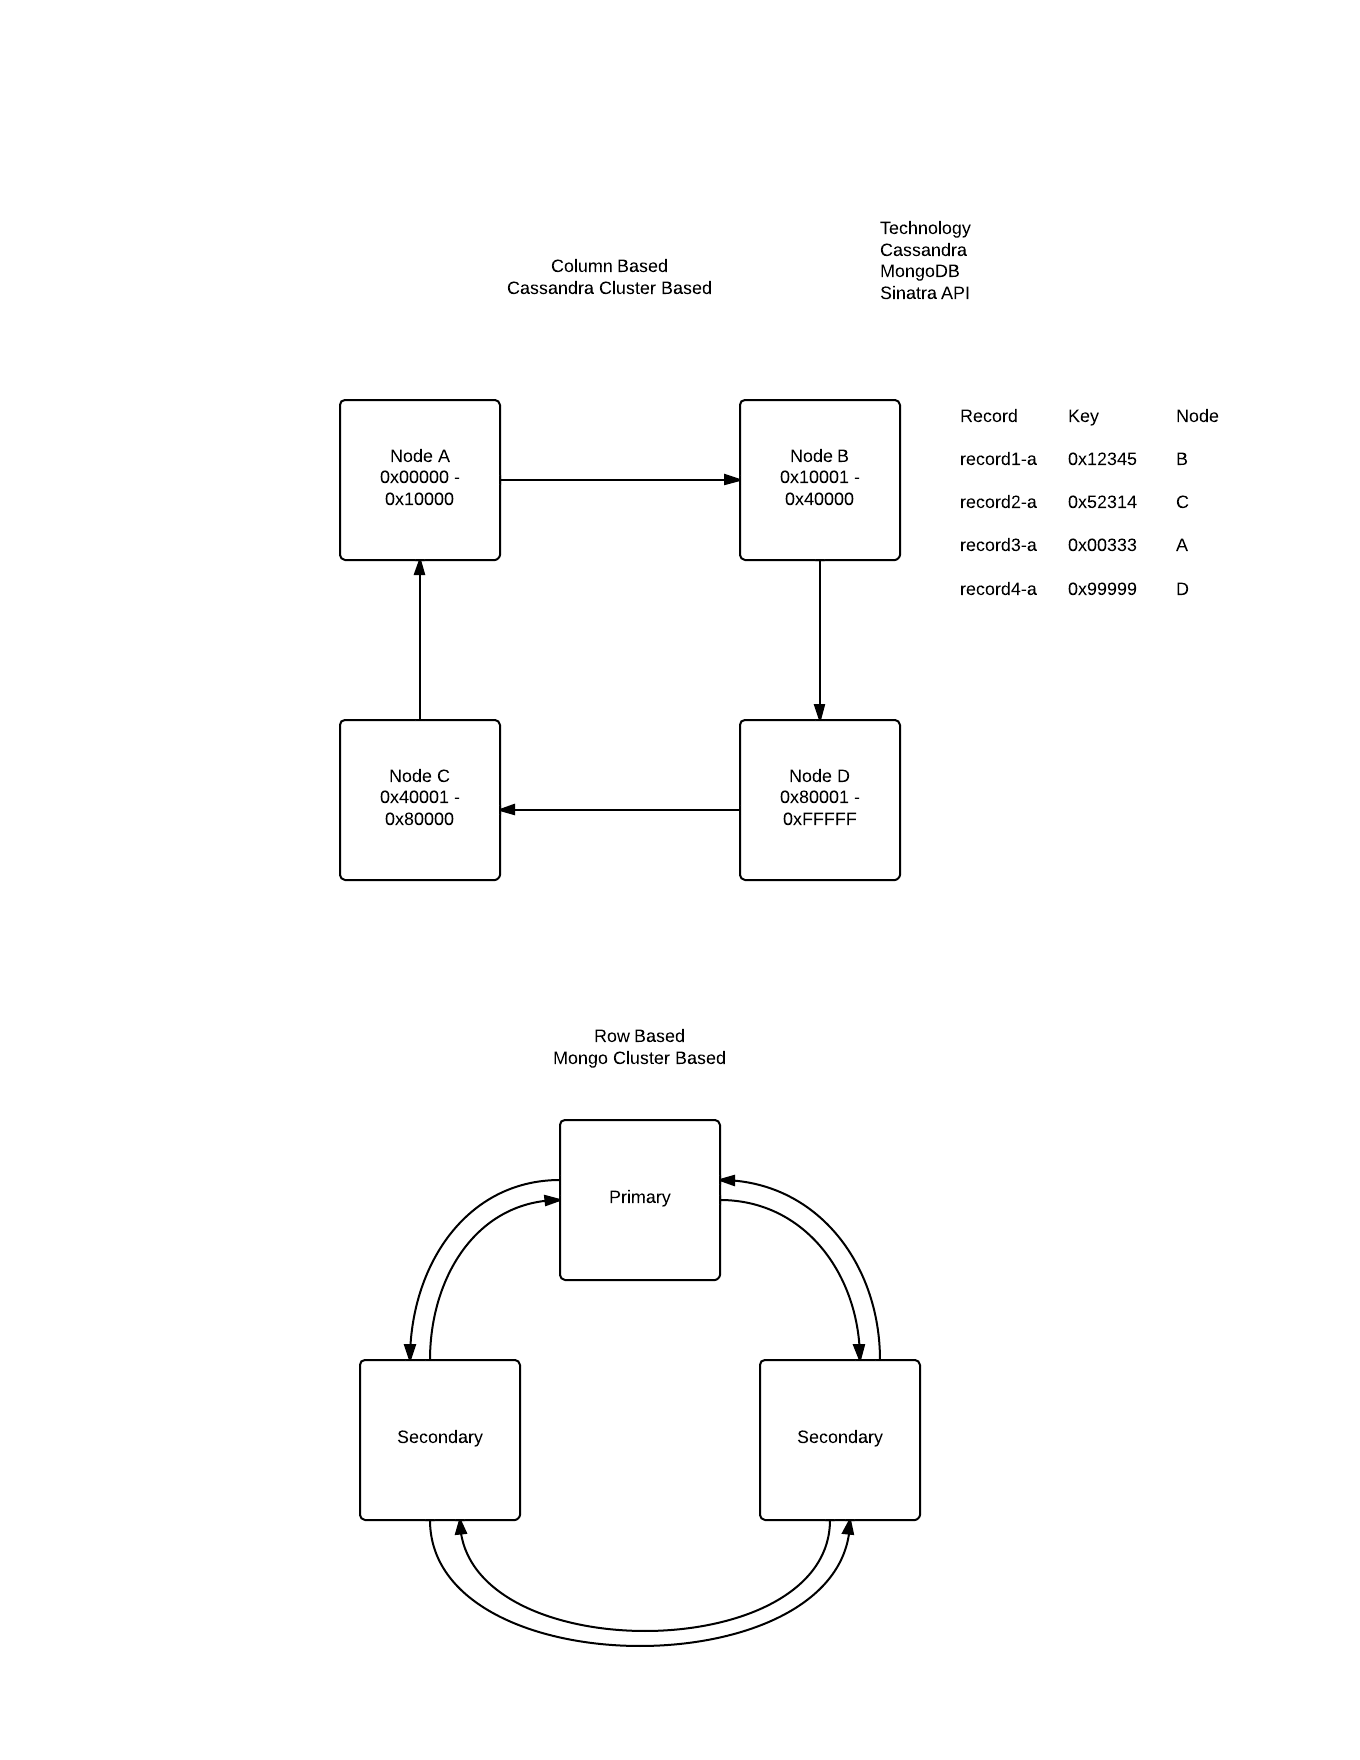 Technology
Cassandra
MongoDB
Sinatra API
Column Based
Cassandra Cluster Based
Node A
0x00000 -
0x10000
Node B
0x10001 -
0x40000
Record Key Node
record1-a 0x12345 B
record2-a 0x52314 C
record3-a 0x00333 A
record4-a 0x99999 D
Node C
0x40001 -
0x80000
Node D
0x80001 -
0xFFFFF
Row Based
Mongo Cluster Based
Primary
Secondary
Secondary